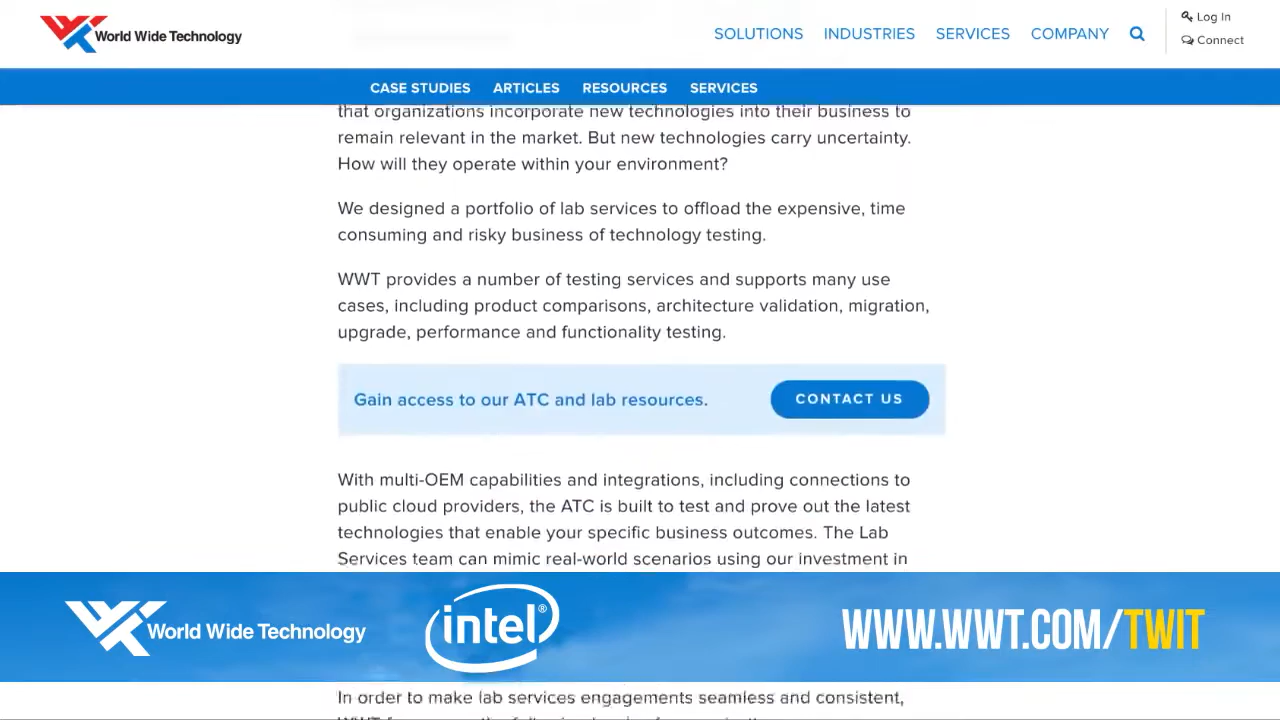 World Wide Technology
SOLUTIONS INDUSTRIES SERVICES COMPANY
Log In
Connect
CASE STUDIES ARTICLES RESOURCES SERVICES
that organizations incorporate new technologies into their business to
remain relevant in the market. But new technologies carry uncertainty.
How will they operate within your environment?
We designed a portfolio of lab services to offload the expensive, time
consuming and risky business of technology testing.
WWT provides a number of testing services and supports many use
cases, including product comparisons, architecture validation, migration,
upgrade, performance and functionality testing.
Gain access to our ATC and lab resources.
CONTACT US
With multi-OEM capabilities and integrations, including connections to
public cloud providers, the ATC is built to test and prove out the latest
technologies that enable your specific business outcomes. The Lab
Services team can mimic real-world scenarios using our investment in
World Wide Technology
intel®
WWW.WWT.COM/TWIT
In order to make lab services engagements seamless and consistent,